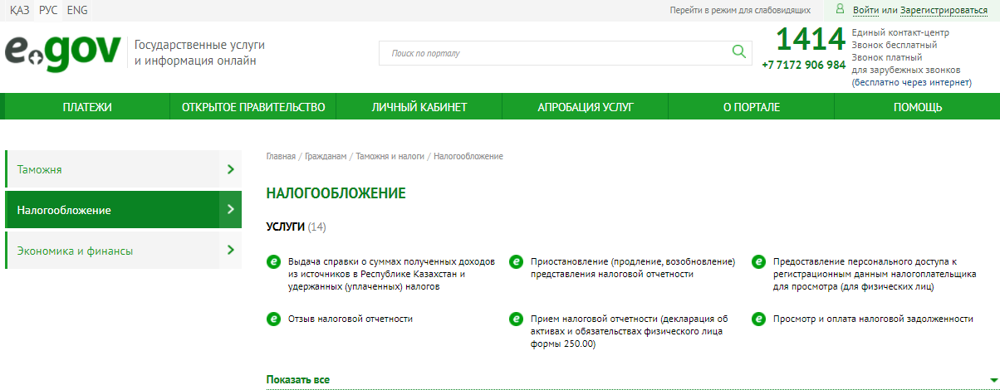 ҚАЗ РУС ENG
Перейти в режим для слабовидящих
Войти или Зарегистрироваться
e.gov
Государственные услуги
и информация онлайн
Поиск по порталу
1414
+7 7172 906 984
Единый контакт-центр
Звонок бесплатный
Звонок платный
для зарубежных звонков
(бесплатно через интернет)
ПЛАТЕЖИ
ОТКРЫТОЕ ПРАВИТЕЛЬСТВО
ЛИЧНЫЙ КАБИНЕТ
АПРОБАЦИЯ УСЛУГ
О ПОРТАЛЕ
ПОМОЩЬ
Таможня
Налогообложение
Экономика и финансы
Главная / Гражданам / Таможня и налоги / Налогообложение
НАЛОГООБЛОЖЕНИЕ
УСЛУГИ (14)
Выдача справки о суммах полученных доходов
из источников в Республике Казахстан и
удержанных (уплаченных) налогов
Приостановление (продление, возобновление)
представления налоговой отчетности
Предоставление персонального доступа к
регистрационным данным налогоплательщика
для просмотра (для физических лиц)
Отзыв налоговой отчетности
Прием налоговой отчетности (декларация об
активах и обязательствах физического лица
формы 250.00)
Просмотр и оплата налоговой задолженности
Показать все